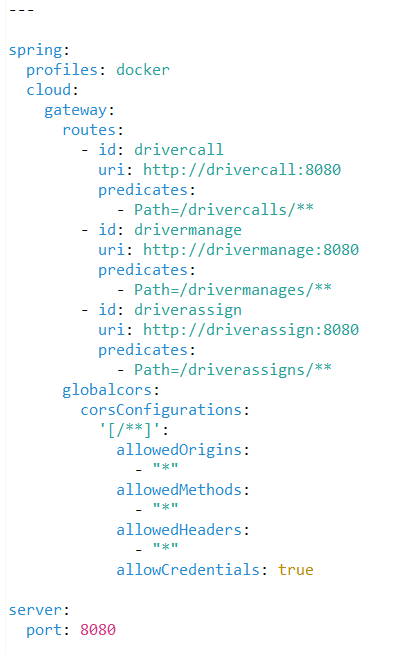 ---
spring:
  profiles: docker
  cloud:
    gateway:
      routes:
        - id: drivercall
          uri: http://drivercall:8080
          predicates:
            - Path=/drivercalls/**
        - id: drivermanage
          uri: http://drivermanage:8080
          predicates:
            - Path=/drivermanages/**
        - id: driverassign
          uri: http://driverassign:8080
          predicates:
            - Path=/driverassigns/**
      globalcors:
        corsConfigurations:
          '[/**]':
            allowedOrigins:
              - "*"
            allowedMethods:
              - "*"
            allowedHeaders:
              - "*"
            allowCredentials: true
server:
  port: 8080